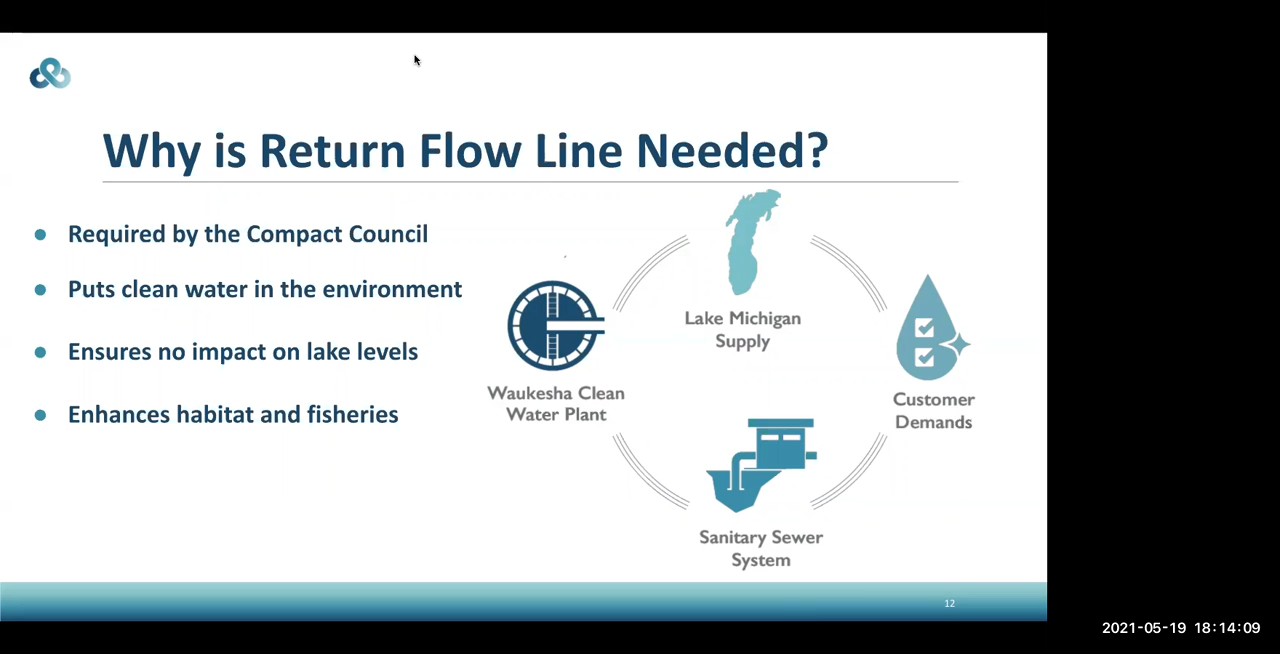 Why is Return Flow Line Needed?
Required by the Compact Council
Puts clean water in the environment
Ensures no impact on lake levels
Enhances habitat and fisheries
Lake Michigan
Supply
Customer
Demands
Sanitary Sewer
System
Waukesha Clean
Water Plant
12
2021-05-19 18:14:09